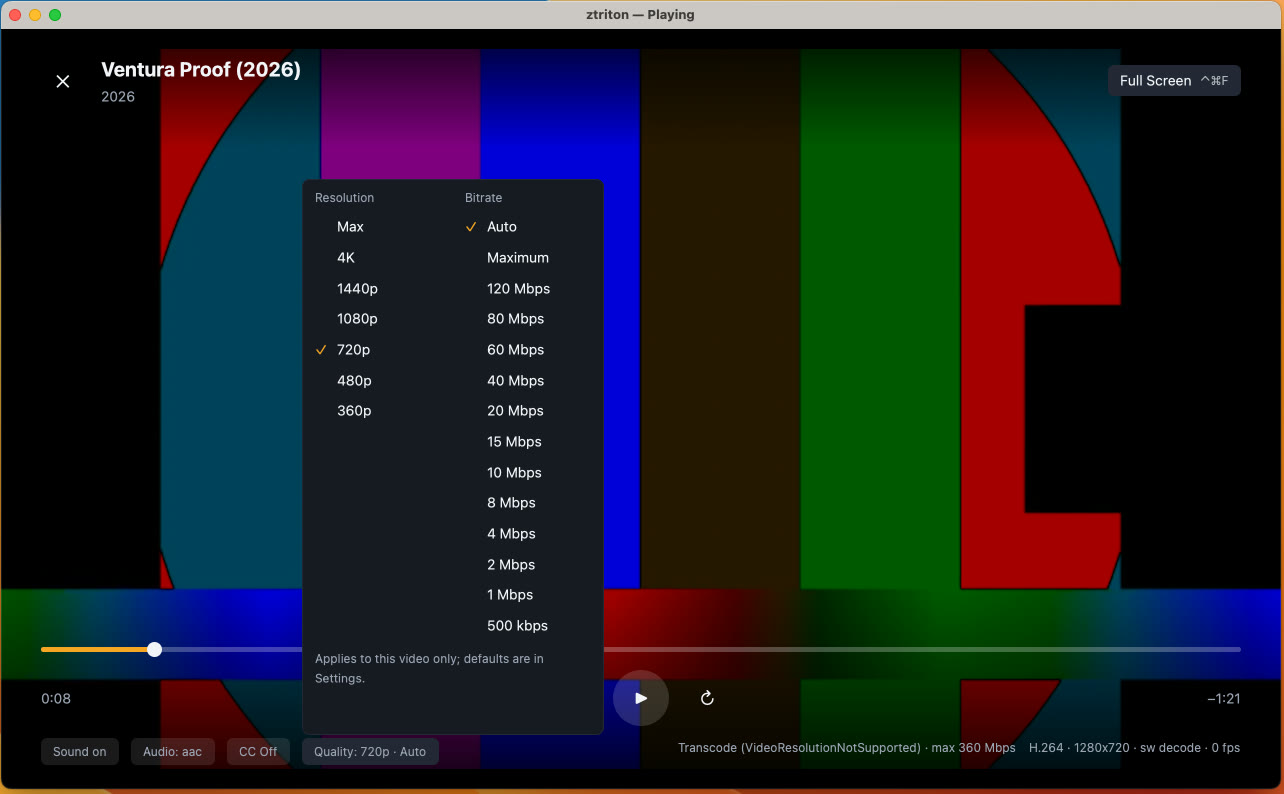 ztriton — Playing
Ventura Proof (2026)
2026
Full Screen ^⌘F
Resolution
Max
4K
1440p
1080p
✓ 720p
480p
360p
Bitrate
✓ Auto
Maximum
120 Mbps
80 Mbps
60 Mbps
40 Mbps
20 Mbps
15 Mbps
10 Mbps
8 Mbps
4 Mbps
2 Mbps
1 Mbps
500 kbps
Applies to this video only; defaults are in
Settings.
0:08
−1:21
Sound on
Audio: aac
CC Off
Quality: 720p · Auto
Transcode (VideoResolutionNotSupported) · max 360 Mbps
H.264 · 1280x720 · sw decode · 0 fps